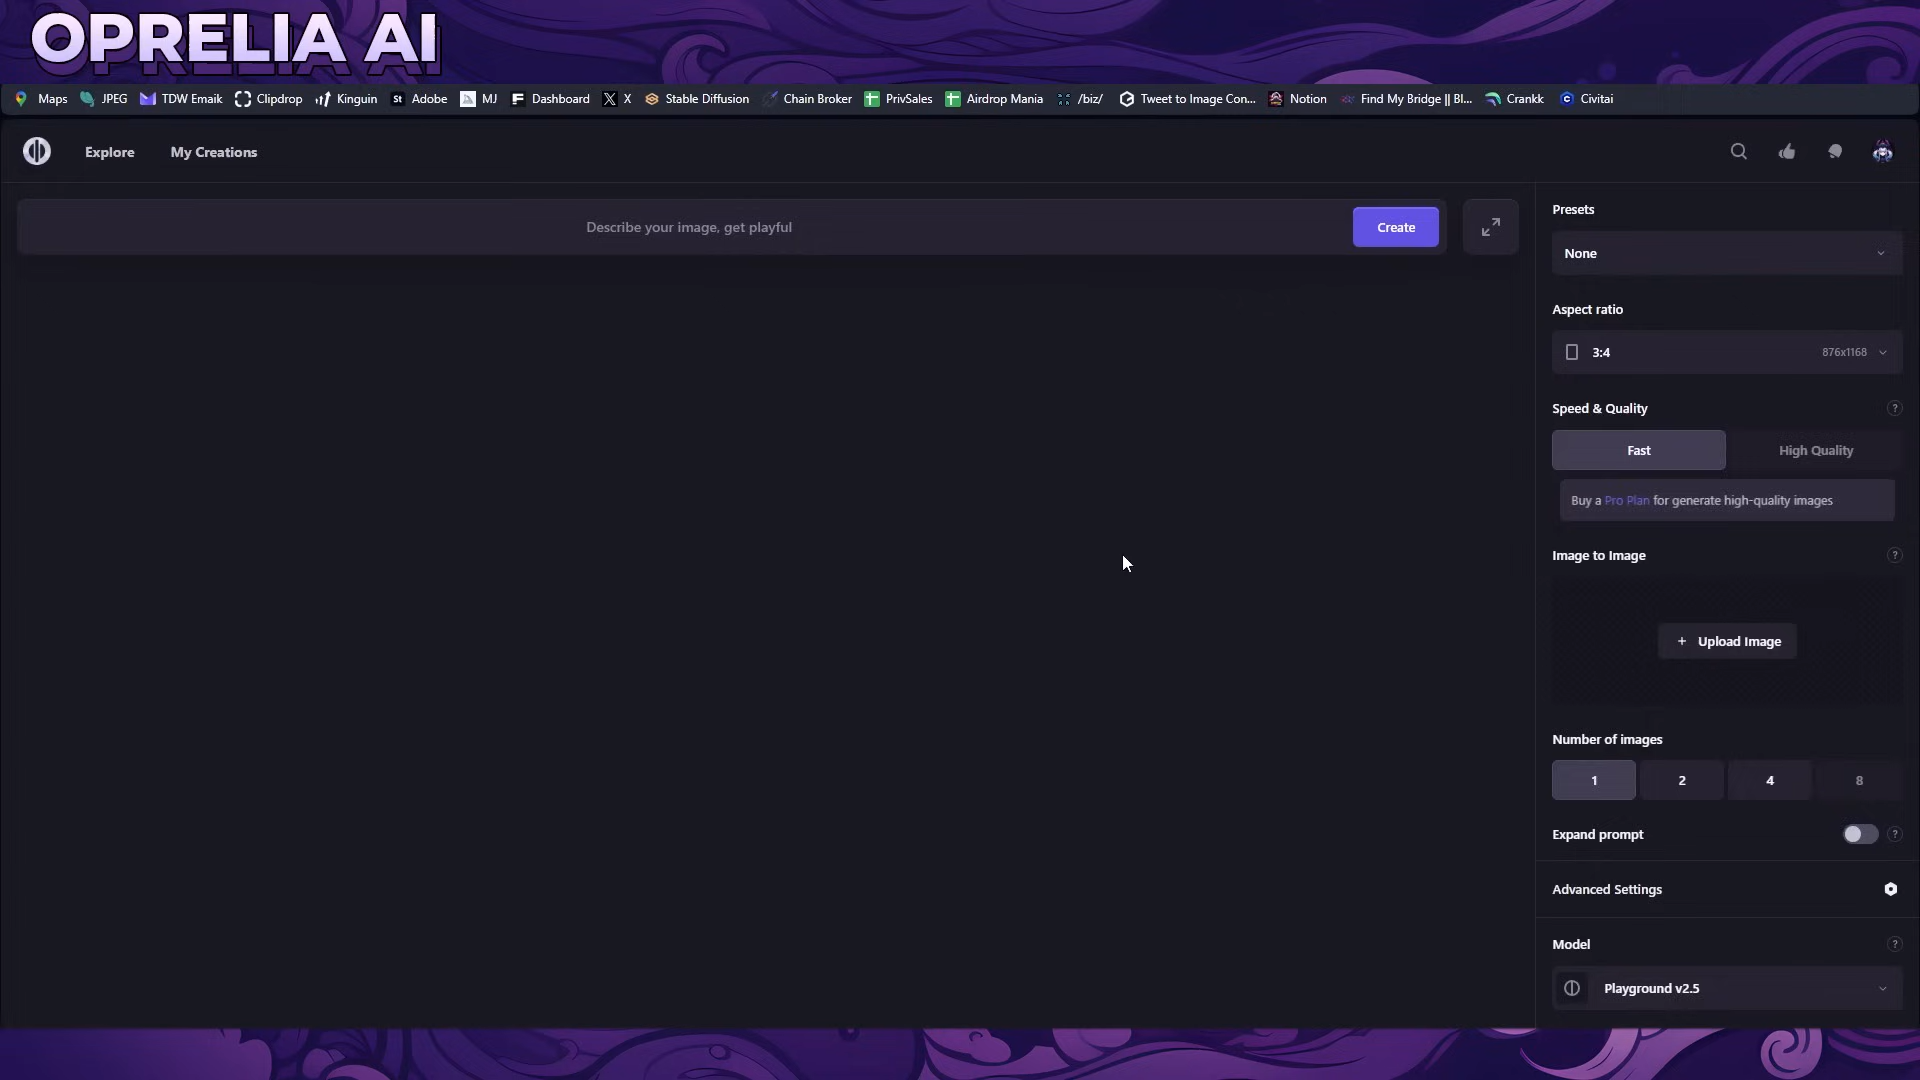 OPRELIA AI
Maps JPEG TDW Emaik Clipdrop Kinguin St Adobe MJ Dashboard X Stable Diffusion Chain Broker PrivSales Airdrop Mania /biz/ Tweet to Image Con... Notion Find My Bridge || Bl... Crankk Civitai
Explore My Creations
Describe your image, get playful Create
Presets
None
Aspect ratio
3:4 876x1168
Speed & Quality ?
Fast High Quality
Buy a Pro Plan for generate high-quality images
Image to Image ?
+ Upload Image
Number of images
1 2 4 8
Expand prompt ?
Advanced Settings
Model ?
Playground v2.5